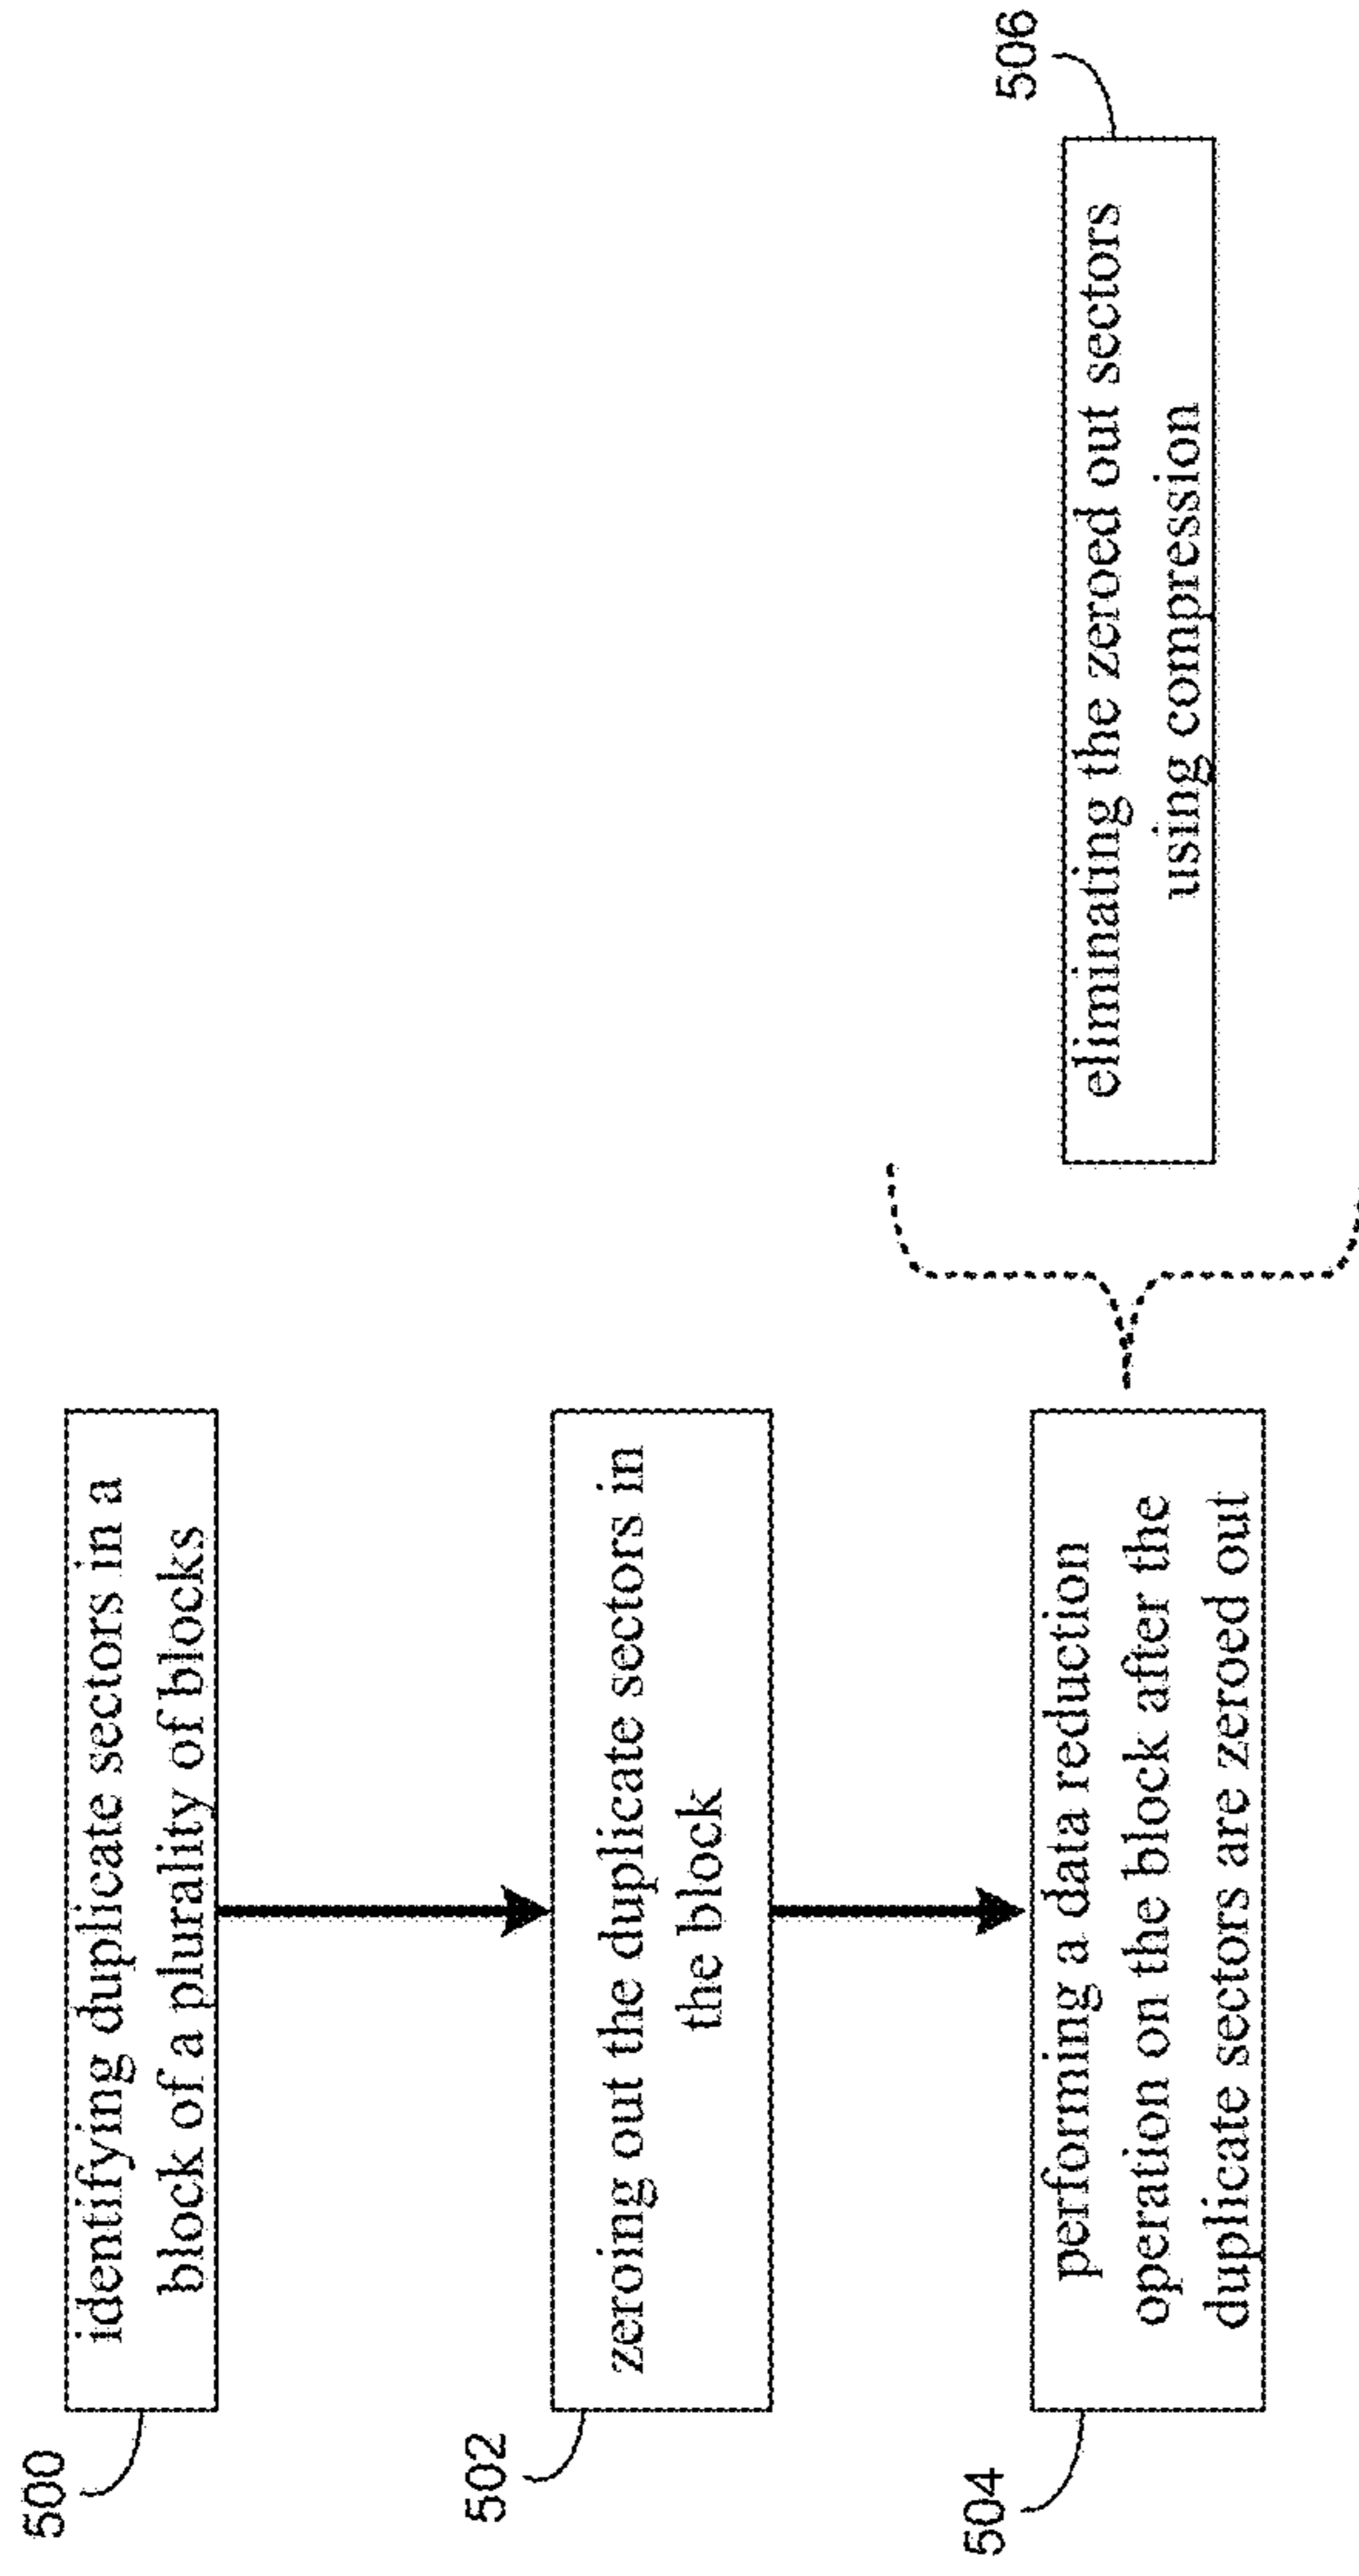 500
identifying duplicate sectors in a
block of a plurality of blocks
502
zeroing out the duplicate sectors in
the block
504
performing a data reduction
operation on the block after the
duplicate sectors are zeroed out
506
eliminating the zeroed out sectors
using compression